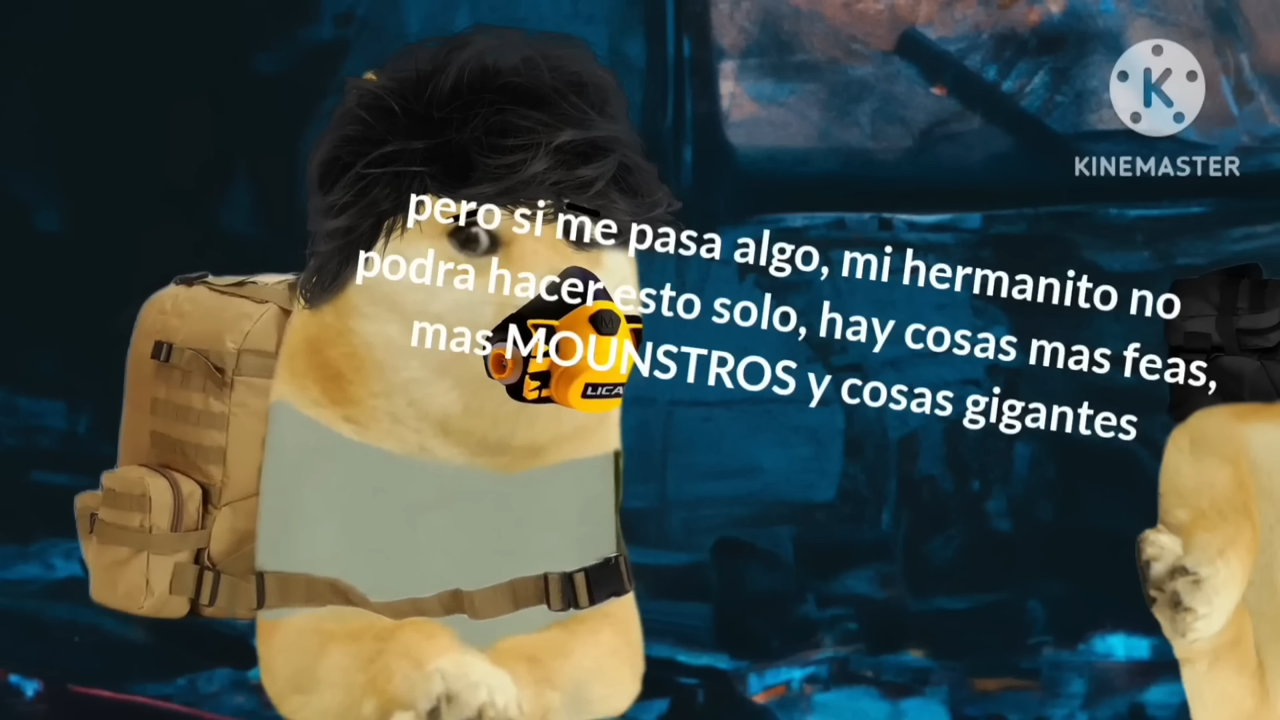 KINEMASTER
pero si me pasa algo, mi hermanito no
podra hacer esto solo, hay cosas mas feas,
mas MOUNSTROS y cosas gigantes
LICA